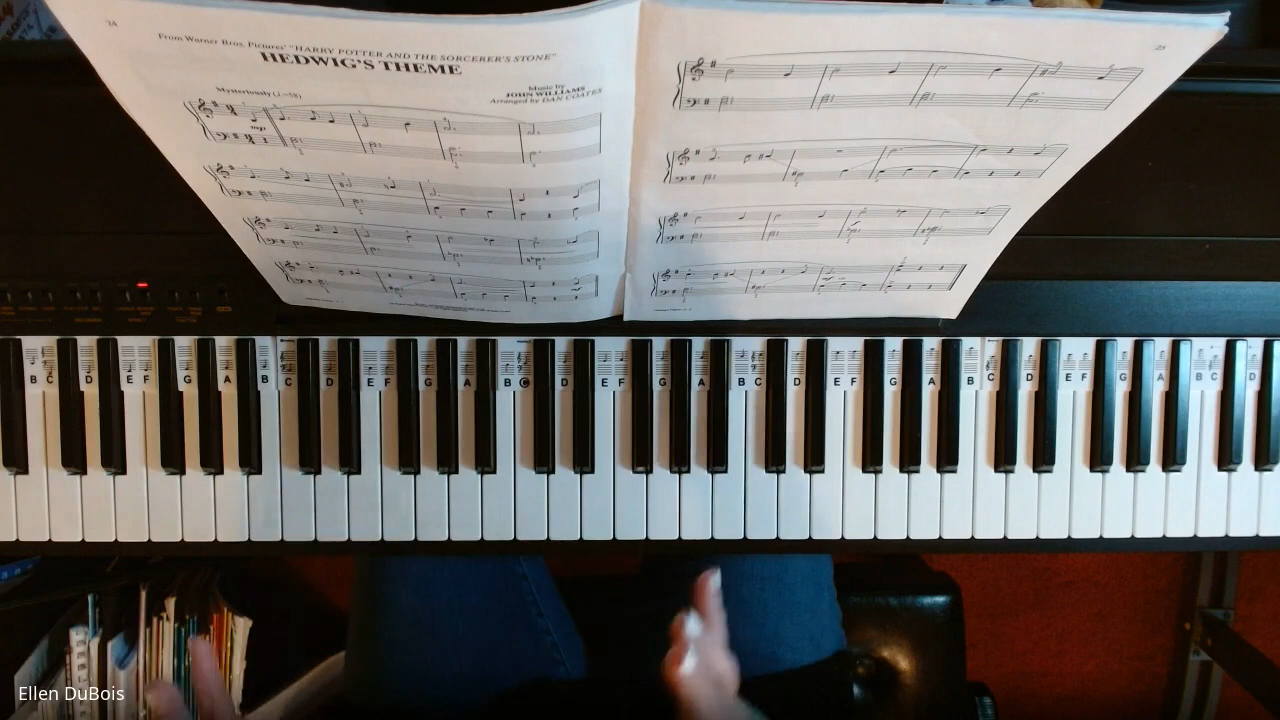 24
From Warner Bros. Pictures' "HARRY POTTER AND THE SORCERER'S STONE"
HEDWIG'S THEME
Music by
JOHN WILLIAMS
Arranged by DAN COATES
Mysteriously
mp
25
B C D E F G A B C D E F G A B C D E F G A B C D E F G A B C D E F G A B C D
Ellen DuBois